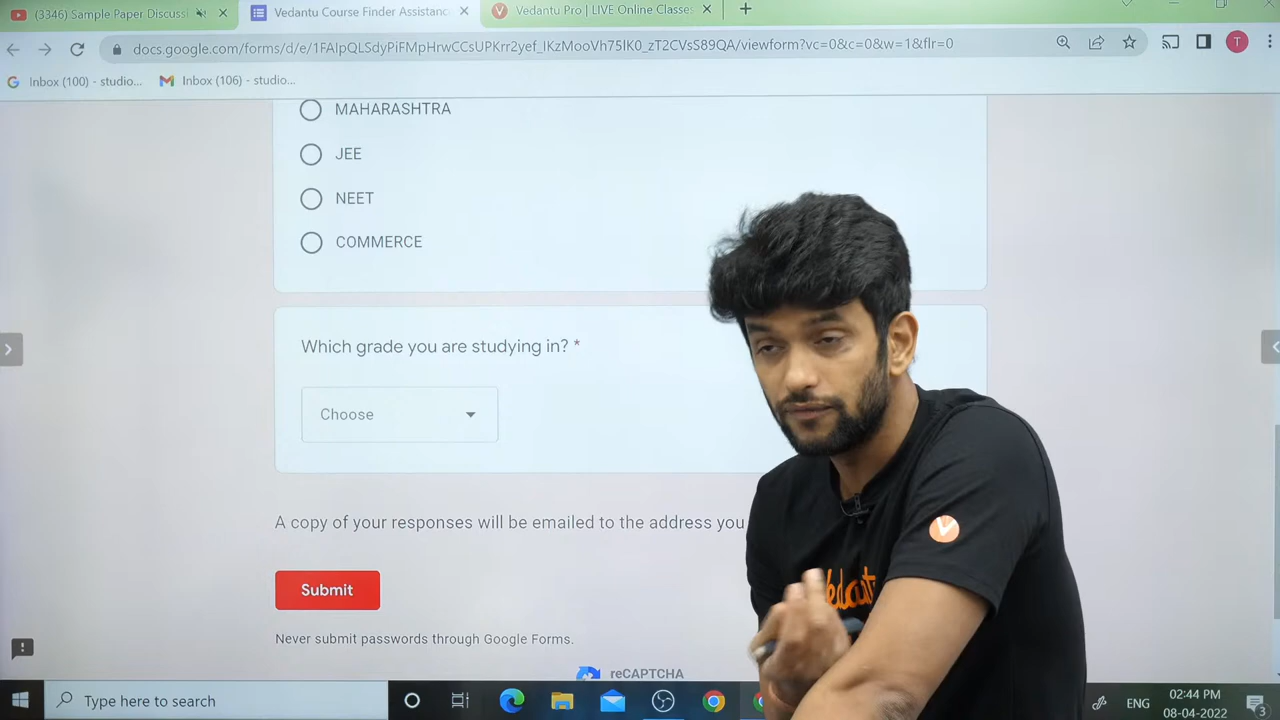 (3346) Sample Paper Discussi
Vedantu Course Finder Assistanc
Vedantu Pro | LIVE Online Classes
docs.google.com/forms/d/e/1FAIpQLSdyPiFMpHrwCCsUPKrr2yef_IKzMooVh75lK0_zT2CVsS89QA/viewform?vc=0&c=0&w=1&flr=0
T
Inbox (100) - studio...
Inbox (106) - studio...
MAHARASHTRA
JEE
NEET
COMMERCE
Which grade you are studying in? *
Choose
A copy of your responses will be emailed to the address you
Submit
Never submit passwords through Google Forms.
reCAPTCHA
Type here to search
ENG
02:44 PM
08-04-2022
3